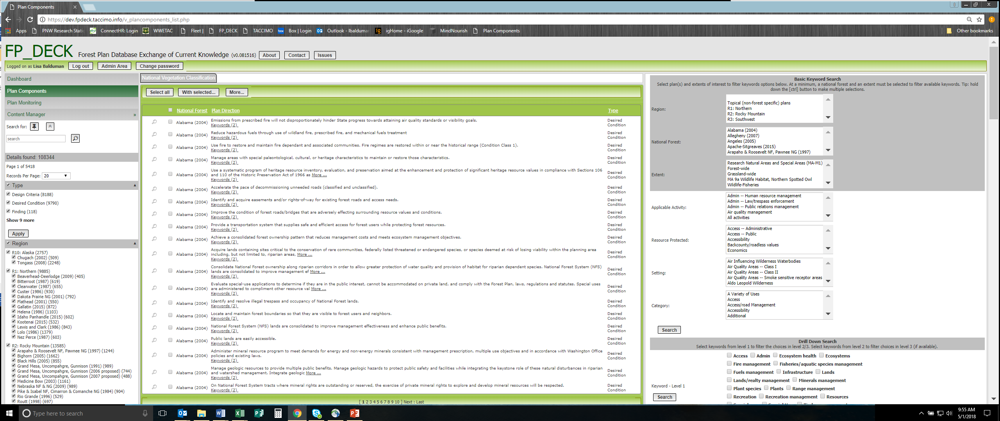 Plan Components
https://dev.fpdeck.taccimo.info/v_plancomponents_list.php
Apps PNW Research Stati ConnectHR: Login WWETAC Fleet | FP_DECK TACCIMO Box | Login Outlook - lbalduman igHome - iGoogle MindNourish Plan Components Other bookmarks
FP_DECK Forest Plan Database Exchange of Current Knowledge (v0.081516) About Contact Issues
Logged on as Lisa Balduman Log out Admin Area Change password
Dashboard
Plan Components
Plan Monitoring
Content Manager »
Search for:
search
Details found: 108344
Page 1 of 5418
Records Per Page: 20
Type
Design Criteria (8188)
Desired Condition (9790)
Finding (118)
Show 9 more
Apply
Region
R10: Alaska (2757)
Chugach (2002) (509)
Tongass (2008) (2248)
R1: Northern (9885)
Beaverhead-Deerlodge (2009) (405)
Bitterroot (1987) (619)
Clearwater (1987) (655)
Custer (1986) (930)
Dakota Prairie NG (2001) (792)
Flathead (2001) (550)
Gallatin (2015) (872)
Helena (1986) (1103)
Idaho Panhandle (2015) (602)
Kootenai (2015) (532)
Lewis and Clark (1986) (843)
Lolo (1986) (1379)
Nez Perce (1987) (603)
R2: Rocky Mountain (13585)
Arapaho & Roosevelt NF, Pawnee NG (1997) (1244)
Bighorn (2005) (1662)
Black Hills (2005) (855)
Grand Mesa, Uncompahgre, Gunnison (1991) (989)
Grand Mesa, Uncompahgre, Gunnison (2006 proposed) (744)
Grand Mesa, Uncompahgre, Gunnison (2007 proposed) (488)
Medicine Bow (2003) (1161)
Nebraska NF & NG (2009) (989)
Pike & Isabel NF, Cimarron & Comanche NG (1984) (904)
Rio Grande (1996) (529)
Routt (1998) (697)
National Vegetation Classification
Select all With selected... More...
National Forest Plan Direction Type
Alabama (2004) Emissions from prescribed fire will not disproportionately hinder State progress towards attaining air quality standards or visibility goals. Desired Condition
Keywords (2)
Alabama (2004) Reduce hazardous fuels through use of wildland fire, prescribed fire, and mechanical fuels treatment Desired Condition
Keywords (2)
Alabama (2004) Use fire to restore and maintain fire dependant and associated communities. Fire regimes are restored within or near the historical range (Condition Class 1). Desired Condition
Keywords (2)
Alabama (2004) Manage areas with special paleontological, cultural, or heritage characteristics to maintain or restore those characteristics. Desired Condition
Keywords (2)
Alabama (2004) Use a systematic program of heritage resource inventory, evaluation, and preservation aimed at the enhancement and protection of significant heritage resource values in compliance with Sections 106 Desired Condition
and 110 of the Historic Preservation Act of 1966 as More ...
Keywords (2)
Alabama (2004) Accelerate the pace of decommissioning unneeded roads (classified and unclassified). Desired Condition
Keywords (2)
Alabama (2004) Identify and acquire easements and/or rights-of-way for existing forest roads and access needs. Desired Condition
Keywords (2)
Alabama (2004) Improve the condition of forest roads/bridges that are adversely effecting surrounding resource values and conditions. Desired Condition
Keywords (2)
Alabama (2004) Provide a transportation system that supplies safe and efficient access for forest users while protecting forest resources. Desired Condition
Keywords (2)
Alabama (2004) Achieve a consolidated forest ownership pattern that reduces management costs and meets ecosystem management objectives. Desired Condition
Keywords (2)
Alabama (2004) Acquire lands containing sites critical to the conservation of rare communities, federally listed threatened or endangered species, or species deemed at risk of losing viability within the planning area Desired Condition
including, but not limited to, riparian areas, More ...
Keywords (2)
Alabama (2004) Consolidate National Forest ownership along riparian corridors in order to allow greater protection of water quality and provision of habitat for riparian dependent species. National Forest System (NFS) Desired Condition
lands are consolidated to improve management ef More ...
Keywords (2)
Alabama (2004) Evaluate special-use applications to determine if they are in the public interest, cannot be accommodated on private land, and comply with the Forest Plan, laws, regulations and statutes. Special uses Desired Condition
are administered to compliment other resource val More ...
Keywords (2)
Alabama (2004) Identify and resolve illegal trespass and occupancy of National Forest lands. Desired Condition
Keywords (2)
Alabama (2004) Locate and maintain forest boundaries so that they are visible to forest users and neighbors. Desired Condition
Keywords (2)
Alabama (2004) National Forest System (NFS) lands are consolidated to improve management effectiveness and enhance public benefits. Desired Condition
Keywords (2)
Alabama (2004) Public lands are easily accessible. Desired Condition
Keywords (2)
Alabama (2004) Administer mineral resource program to meet demands for energy and non-energy minerals consistent with management prescription, multiple use objectives and in accordance with Washington Office Desired Condition
policies and existing laws.
Keywords (2)
Alabama (2004) Manage geologic resources to provide multiple public benefits. Manage geologic hazards to protect public safety and facilities while integrating the keystone role of these natural disturbances in riparian Desired Condition
and watershed management. Integrate geologic More ...
Keywords (2)
Alabama (2004) On National Forest System tracts where mineral rights are outstanding or reserved, the exercise of private mineral rights to explore and develop mineral resources will be respected. Desired Condition
Keywords (2)
[ 1 2 3 4 5 6 7 8 9 10 ] Next : Last
Basic Keyword Search
Select plan(s) and extents of interest to filter keywords options below. At a minimum, a national forest and an extent must be selected to filter available keywords. Tip: hold
down the [ctrl] button to make multiple selections.
Region:
Topical (non-forest specific) plans
R1: Northern
R2: Rocky Mountain
R3: Southwest
National Forest:
Alabama (2004)
Allegheny (2007)
Angeles (2005)
Apache-Sitgreaves (2015)
Arapaho & Roosevelt NF, Pawnee NG (1997)
Extent:
Research Natural Areas and Special Areas (MA-M1)
Forest-wide
Grassland-wide
MA 9a Wildlife Habitat, Northern Spotted Owl
Wildlife-Fisheries
Applicable Activity:
Admin -- Human resource management
Admin -- Law/trespass enforcement
Admin -- Public relations management
Air quality management
All activities
Resource Protected:
Access -- Administrative
Access -- Public
Accessibility
Backcounty/roadless values
Economics
Setting:
Air Influencing Wilderness Waterbodies
Air Quality Areas -- Class I
Air Quality Areas -- Class II
Air Quality Areas -- Smoke sensitive receptor areas
Aldo Leopold Wilderness
Category:
A Variety of Uses
Access
Access/road Management
Accessibility
Additional
Search
Drill Down Search
Select keywords from level 1 to filter the choices in level 2/3. Select keywords from level 2 to filter choices in level 3 (if available).
Keyword - Level 1
Search
Access Admin Ecosystem health Ecosystems
Fire management Fisheries/aquatic species management
Fuels management Infrastructure Lands
Lands/realty management Minerals management
Plant species Plants Range management
Recreation Recreation management Resources
Type here to search
9:55 AM
5/1/2018